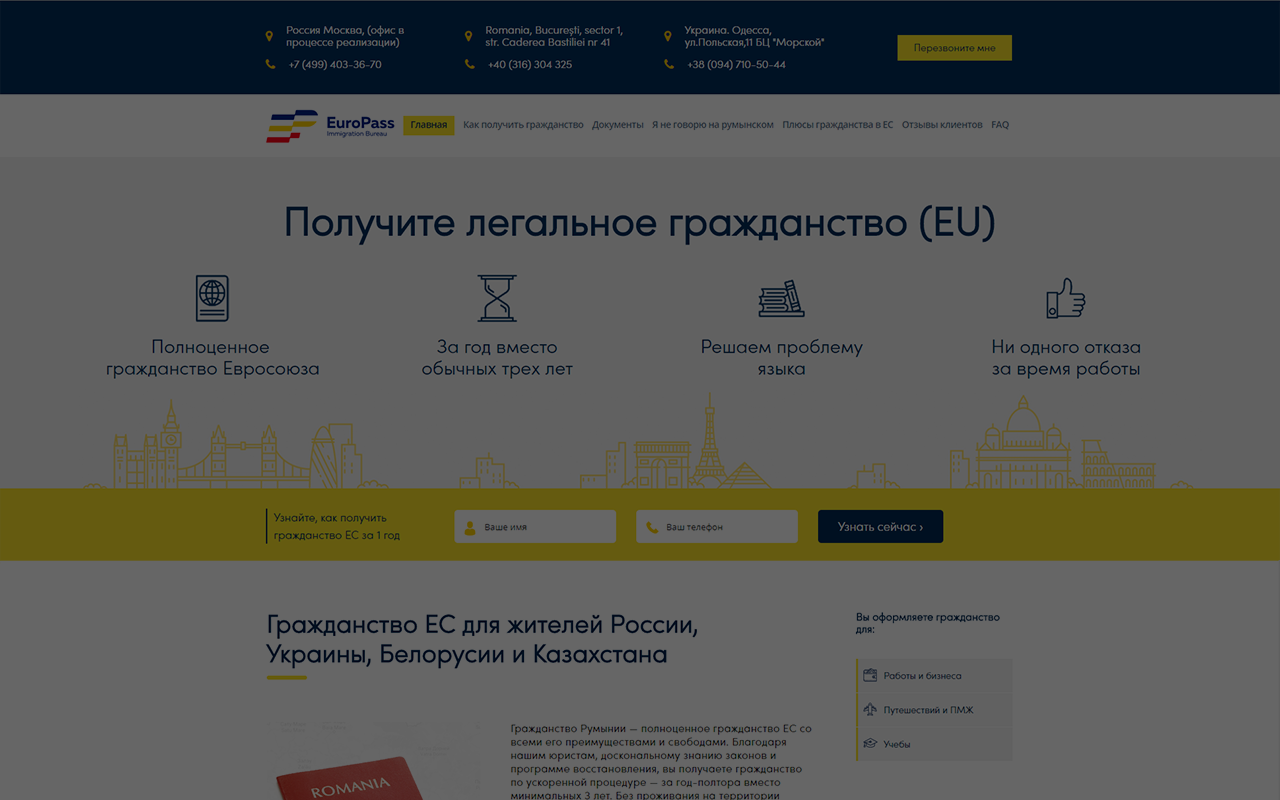 Россия Москва, (офис в
процессе реализации)
+7 (499) 403-36-70
Romania, București, sector 1,
str. Caderea Bastiliei nr 41
+40 (316) 304 325
Украина. Одесса,
ул.Польская,11 БЦ "Морской"
+38 (094) 710-50-44
Перезвоните мне
EuroPass
Immigration Bureau
Главная Как получить гражданство Документы Я не говорю на румынском Плюсы гражданства в ЕС Отзывы клиентов FAQ
Получите легальное гражданство (EU)
Полноценное
гражданство Евросоюза
За год вместо
обычных трех лет
Решаем проблему
языка
Ни одного отказа
за время работы
Узнайте, как получить
гражданство ЕС за 1 год
Ваше имя
Ваш телефон
Узнать сейчас ›
Гражданство ЕС для жителей России,
Украины, Белорусии и Казахстана
ROMANIA
Гражданство Румынии — полноценное гражданство ЕС со
всеми его преимуществами и свободами. Благодаря
нашим юристам, доскональному знанию законов и
программе восстановления, вы получаете гражданство
по ускоренной процедуре — за год-полтора вместо
минимальных 3 лет. Без проживания на территории
Вы оформляете гражданство
для:
Работы и бизнеса
Путешествий и ПМЖ
Учебы